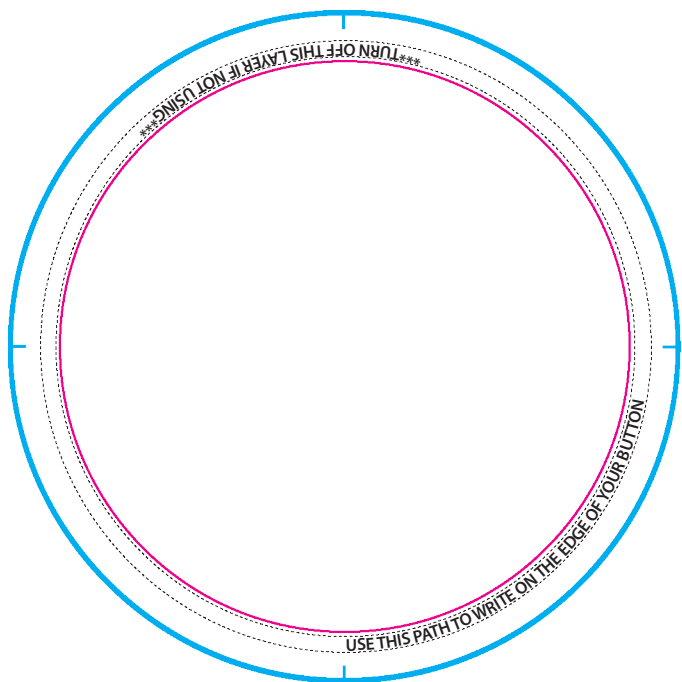 ***TURN OFF THIS LAYER IF NOT USING***
USE THIS PATH TO WRITE ON THE EDGE OF YOUR BUTTON